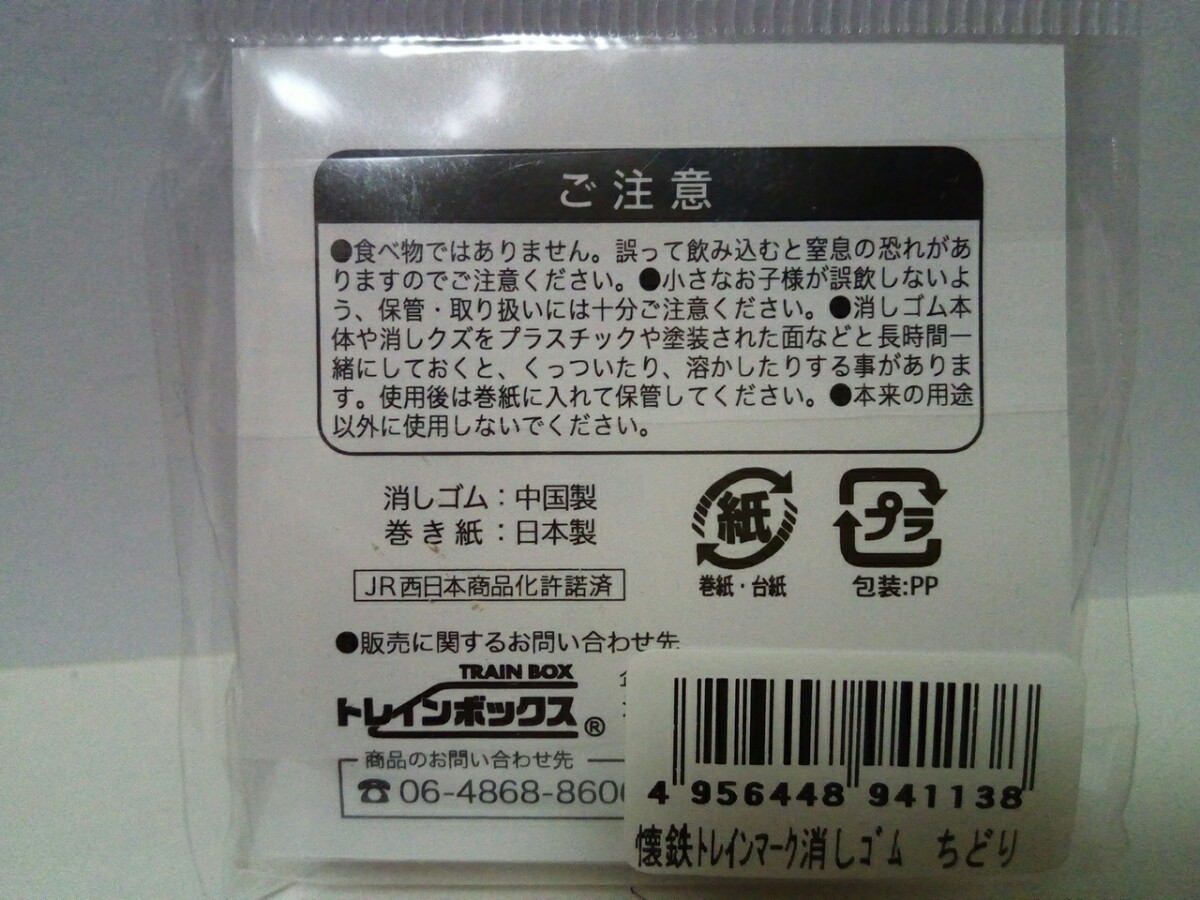 ご注意
●食べ物ではありません。誤って飲み込むと窒息の恐れがあ
りますのでご注意ください。●小さなお子様が誤飲しないよ
う、保管・取り扱いには十分ご注意ください。●消しゴム本
体や消しクズをプラスチックや塗装された面などと長時間一
緒にしておくと、くっついたり、溶かしたりする事がありま
す。使用後は巻紙に入れて保管してください。●本来の用途
以外に使用しないでください。
消しゴム：中国製
巻き紙：日本製
紙
巻紙・台紙
プラ
包装:PP
JR西日本商品化許諾済
●販売に関するお問い合わせ先
TRAIN BOX
トレインボックス®
商品のお問い合わせ先
☎06-4868-860
4 956448 941138
懐鉄トレインマーク消しゴム ちどり